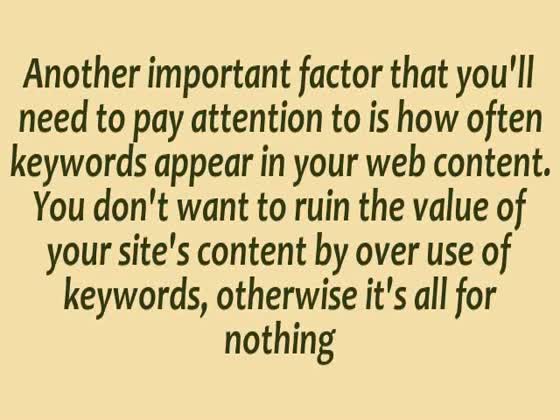 Another important factor that you'll
need to pay attention to is how often
keywords appear in your web content.
You don't want to ruin the value of
your site's content by over use of
keywords, otherwise it's all for
nothing